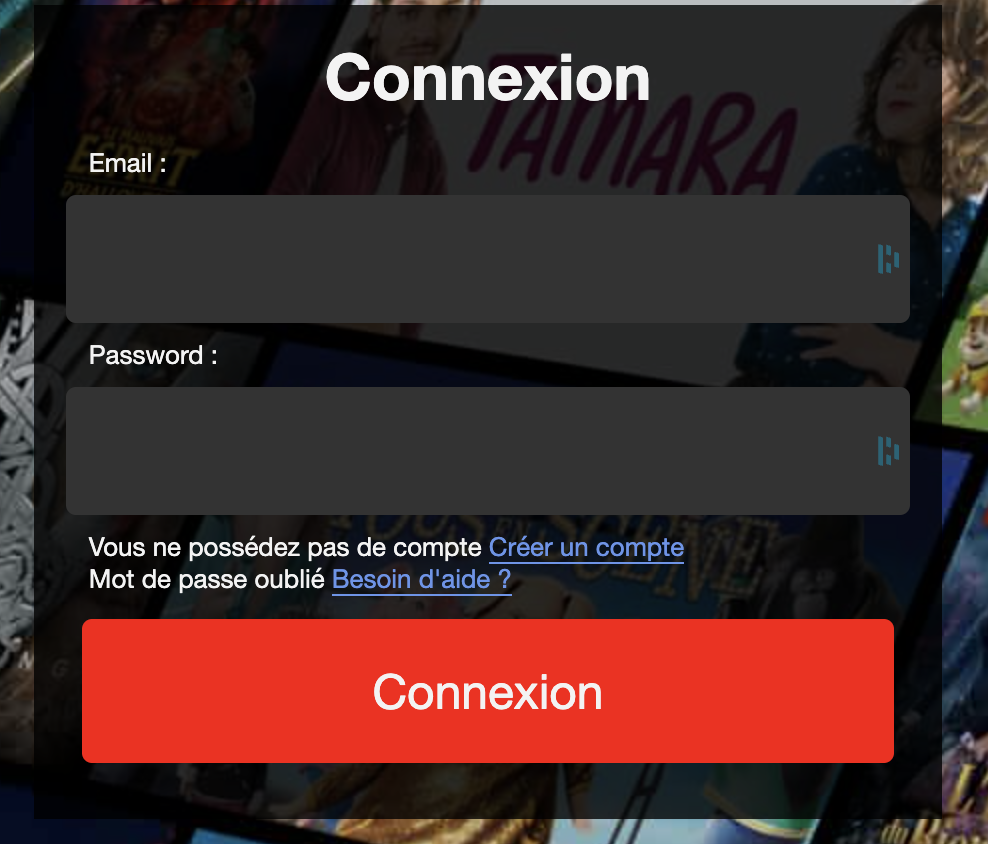 Connexion
TAMARA
Email :
Password :
Vous ne possédez pas de compte Créer un compte
Mot de passe oublié Besoin d'aide ?
Connexion